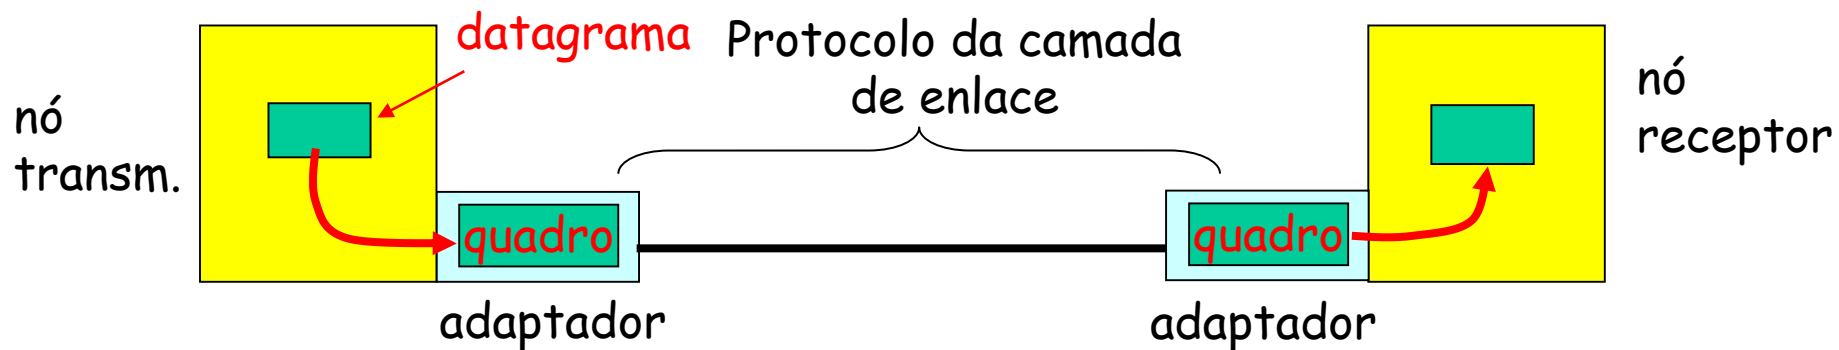 nó
transm.
datagrama
Protocolo da camada
de enlace
nó
receptor
quadro
quadro
adaptador
adaptador